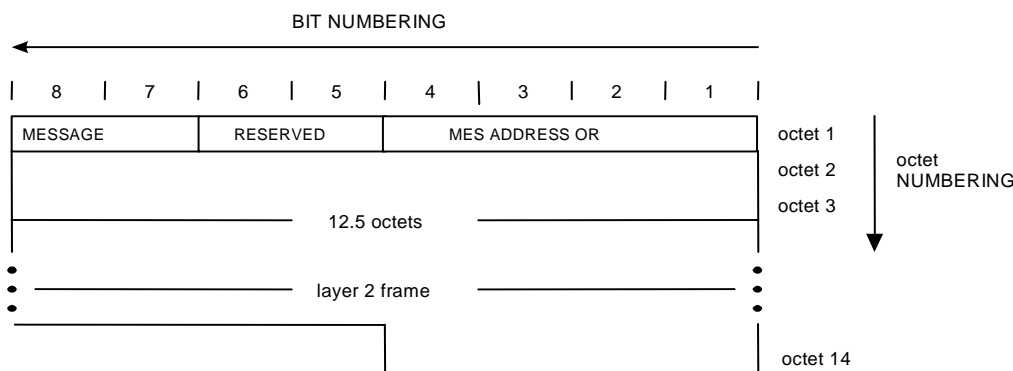 BIT NUMBERING
8 7 6 5 4 3 2 1
MESSAGE RESERVED MES ADDRESS OR octet 1
octet 2
octet
NUMBERING
octet 3
12.5 octets
layer 2 frame
octet 14